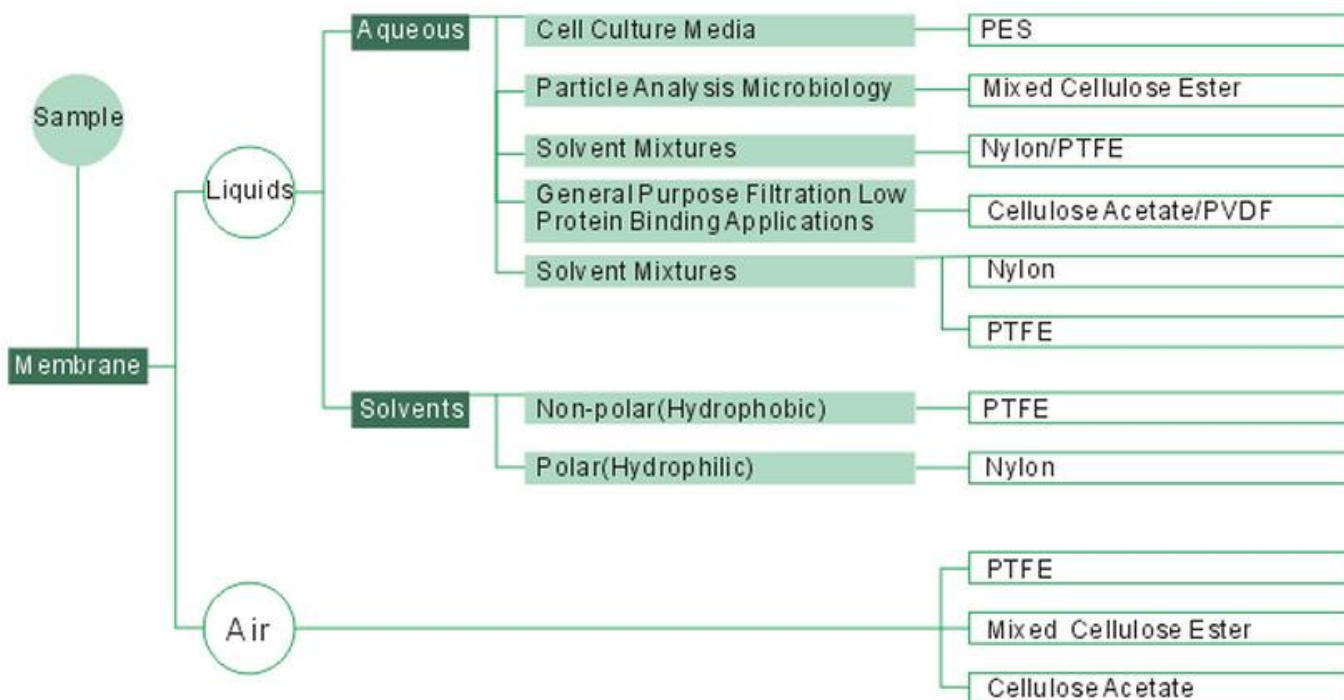 Sample
Membrane
Liquids
Aqueous
Cell Culture Media
PES
Particle Analysis Microbiology
Mixed Cellulose Ester
Solvent Mixtures
Nylon/PTFE
General Purpose Filtration Low
Protein Binding Applications
Cellulose Acetate/PVDF
Solvent Mixtures
Nylon
PTFE
Solvents
Non-polar(Hydrophobic)
PTFE
Polar(Hydrophilic)
Nylon
Air
PTFE
Mixed Cellulose Ester
Cellulose Acetate